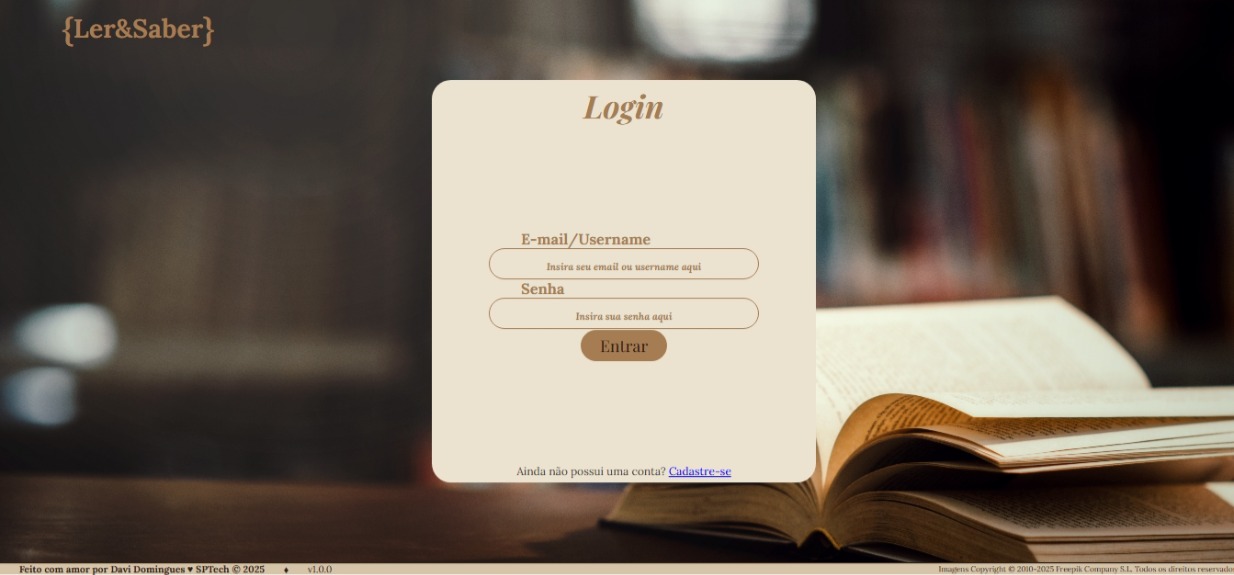 {Ler&Saber}
Login
E-mail/Username
Insira seu email ou username aqui
Senha
Insira sua senha aqui
Entrar
Ainda não possui uma conta? Cadastre-se
Feito com amor por Davi Domingues ♥ SPTech © 2025 ♦ v1.0.0
Imagens Copyright © 2010-2025 Freepik Company S.L. Todos os direitos reservados